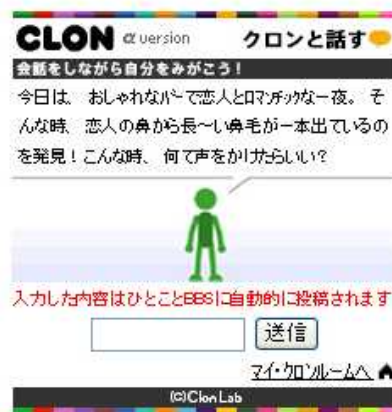 CLON α version クロンと話す
会話をしながら自分をみがこう！
今日は、おしゃれなバーで恋人とロマンチックな一夜。そ
んな時、恋人の鼻から長〜い鼻毛が一本出ているの
を発見！こんな時、何て声をかけたらいい？
入力した内容はひとことBBSに自動的に投稿されます
送信
マイ・クロンルームへ
(C)Clon Lab